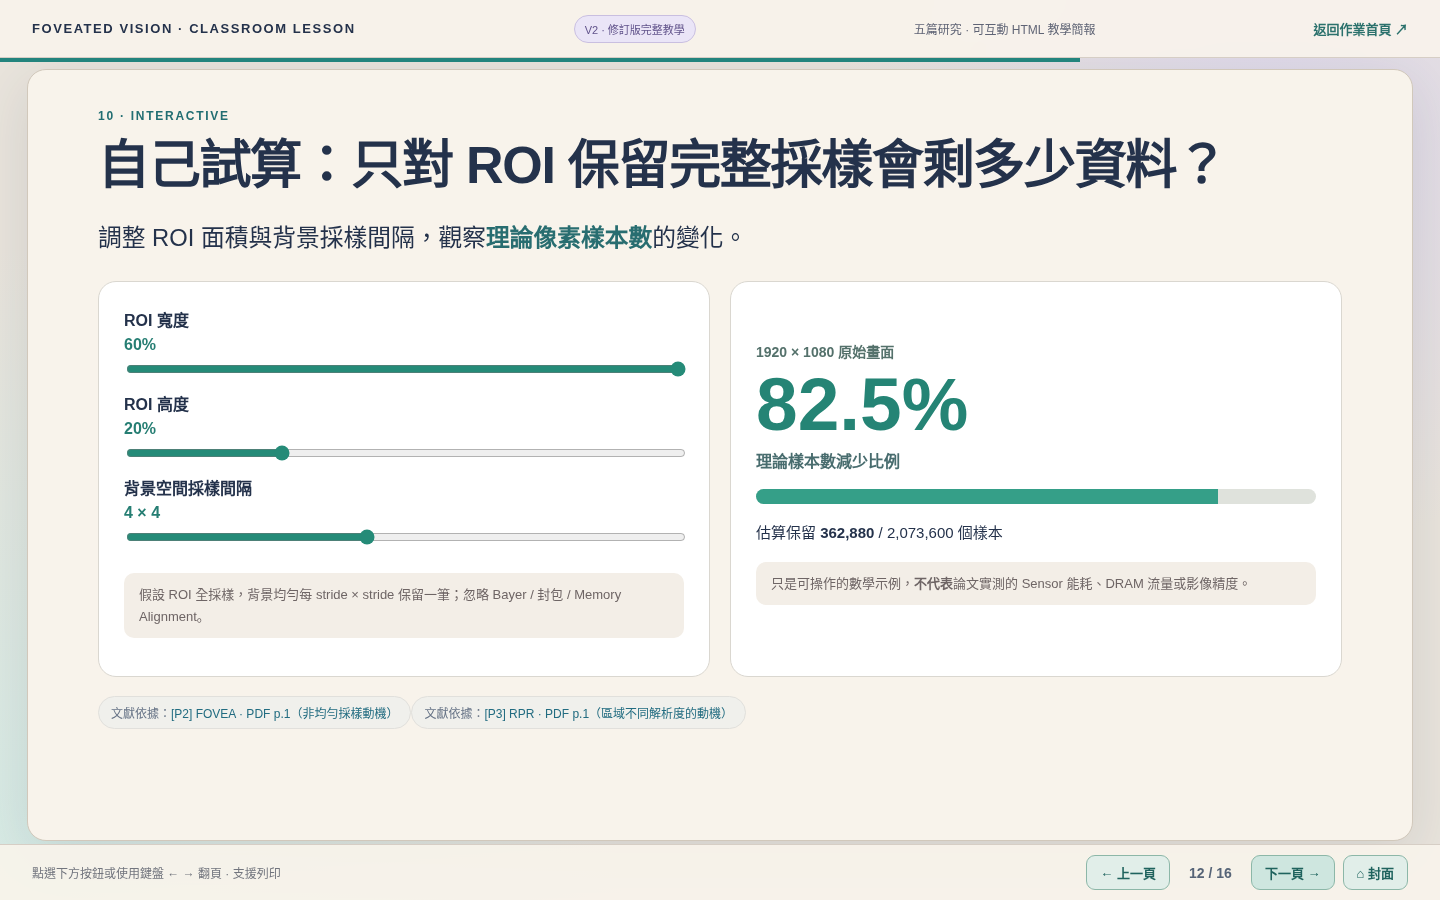 FOVEATED VISION · CLASSROOM LESSON
V2 · 修訂版完整教學
五篇研究 · 可互動 HTML 教學簡報
返回作業首頁 ↗
10 · INTERACTIVE
自己試算：只對 ROI 保留完整採樣會剩多少資料？
調整 ROI 面積與背景採樣間隔，觀察理論像素樣本數的變化。
ROI 寬度
60%
ROI 高度
20%
背景空間採樣間隔
4 × 4
假設 ROI 全採樣，背景均勻每 stride × stride 保留一筆；忽略 Bayer / 封包 / Memory
Alignment。
1920 × 1080 原始畫面
82.5%
理論樣本數減少比例
估算保留 362,880 / 2,073,600 個樣本
只是可操作的數學示例，不代表論文實測的 Sensor 能耗、DRAM 流量或影像精度。
文獻依據：[P2] FOVEA · PDF p.1（非均勻採樣動機）
文獻依據：[P3] RPR · PDF p.1（區域不同解析度的動機）
點選下方按鈕或使用鍵盤 ← → 翻頁 · 支援列印
← 上一頁
12 / 16
下一頁 →
⌂ 封面